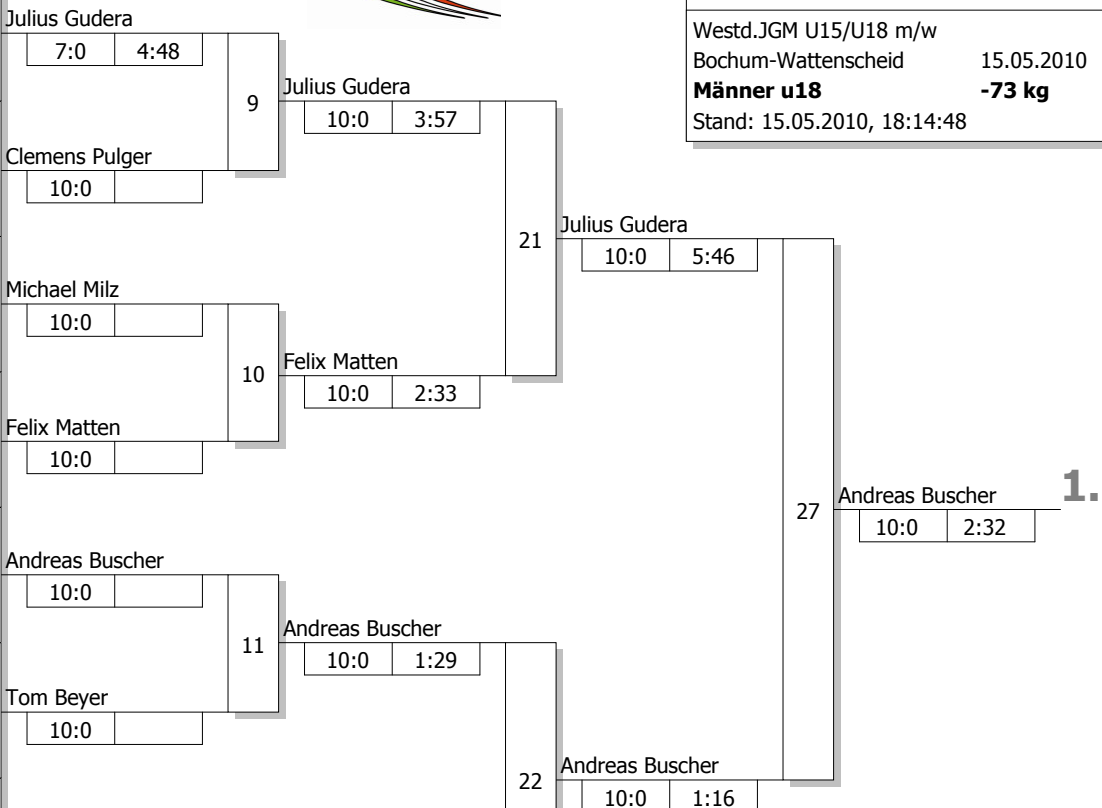 Westd.JGM U15/U18 m/w
Bochum-Wattenscheid 15.05.2010
Männer u18 -73 kg
Stand: 15.05.2010, 18:14:48
Julius Gudera
7:0 4:48
9
Julius Gudera
10:0 3:57
Clemens Pulger
10:0
21
Julius Gudera
10:0 5:46
Michael Milz
10:0
10
Felix Matten
10:0 2:33
Felix Matten
10:0
27
Andreas Buscher
10:0 2:32
1.
Andreas Buscher
10:0
11
Andreas Buscher
10:0 1:29
Tom Beyer
10:0
22
Andreas Buscher
10:0 1:16